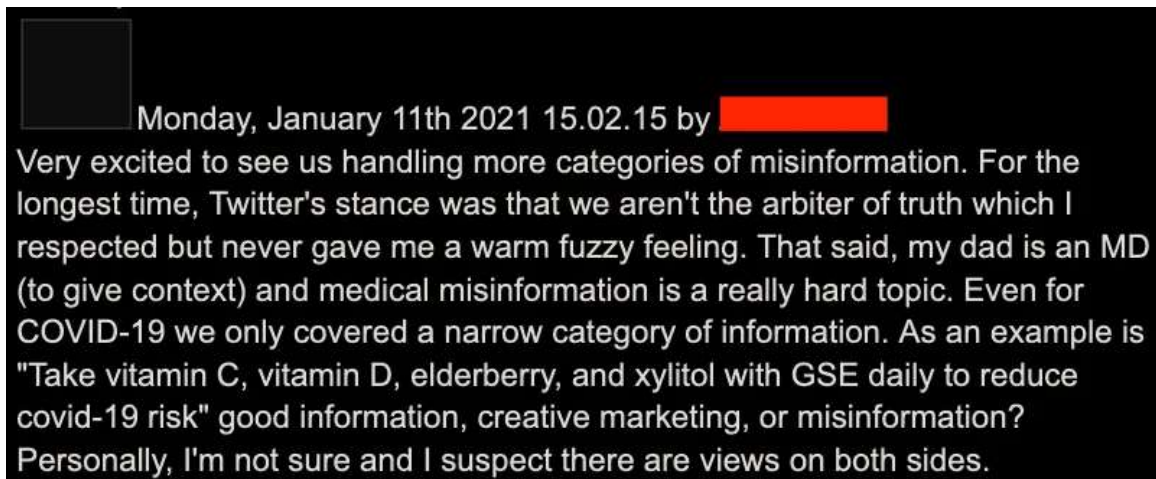 Monday, January 11th 2021 15.02.15 by
Very excited to see us handling more categories of misinformation. For the
longest time, Twitter's stance was that we aren't the arbiter of truth which I
respected but never gave me a warm fuzzy feeling. That said, my dad is an MD
(to give context) and medical misinformation is a really hard topic. Even for
COVID-19 we only covered a narrow category of information. As an example is
"Take vitamin C, vitamin D, elderberry, and xylitol with GSE daily to reduce
covid-19 risk" good information, creative marketing, or misinformation?
Personally, I'm not sure and I suspect there are views on both sides.